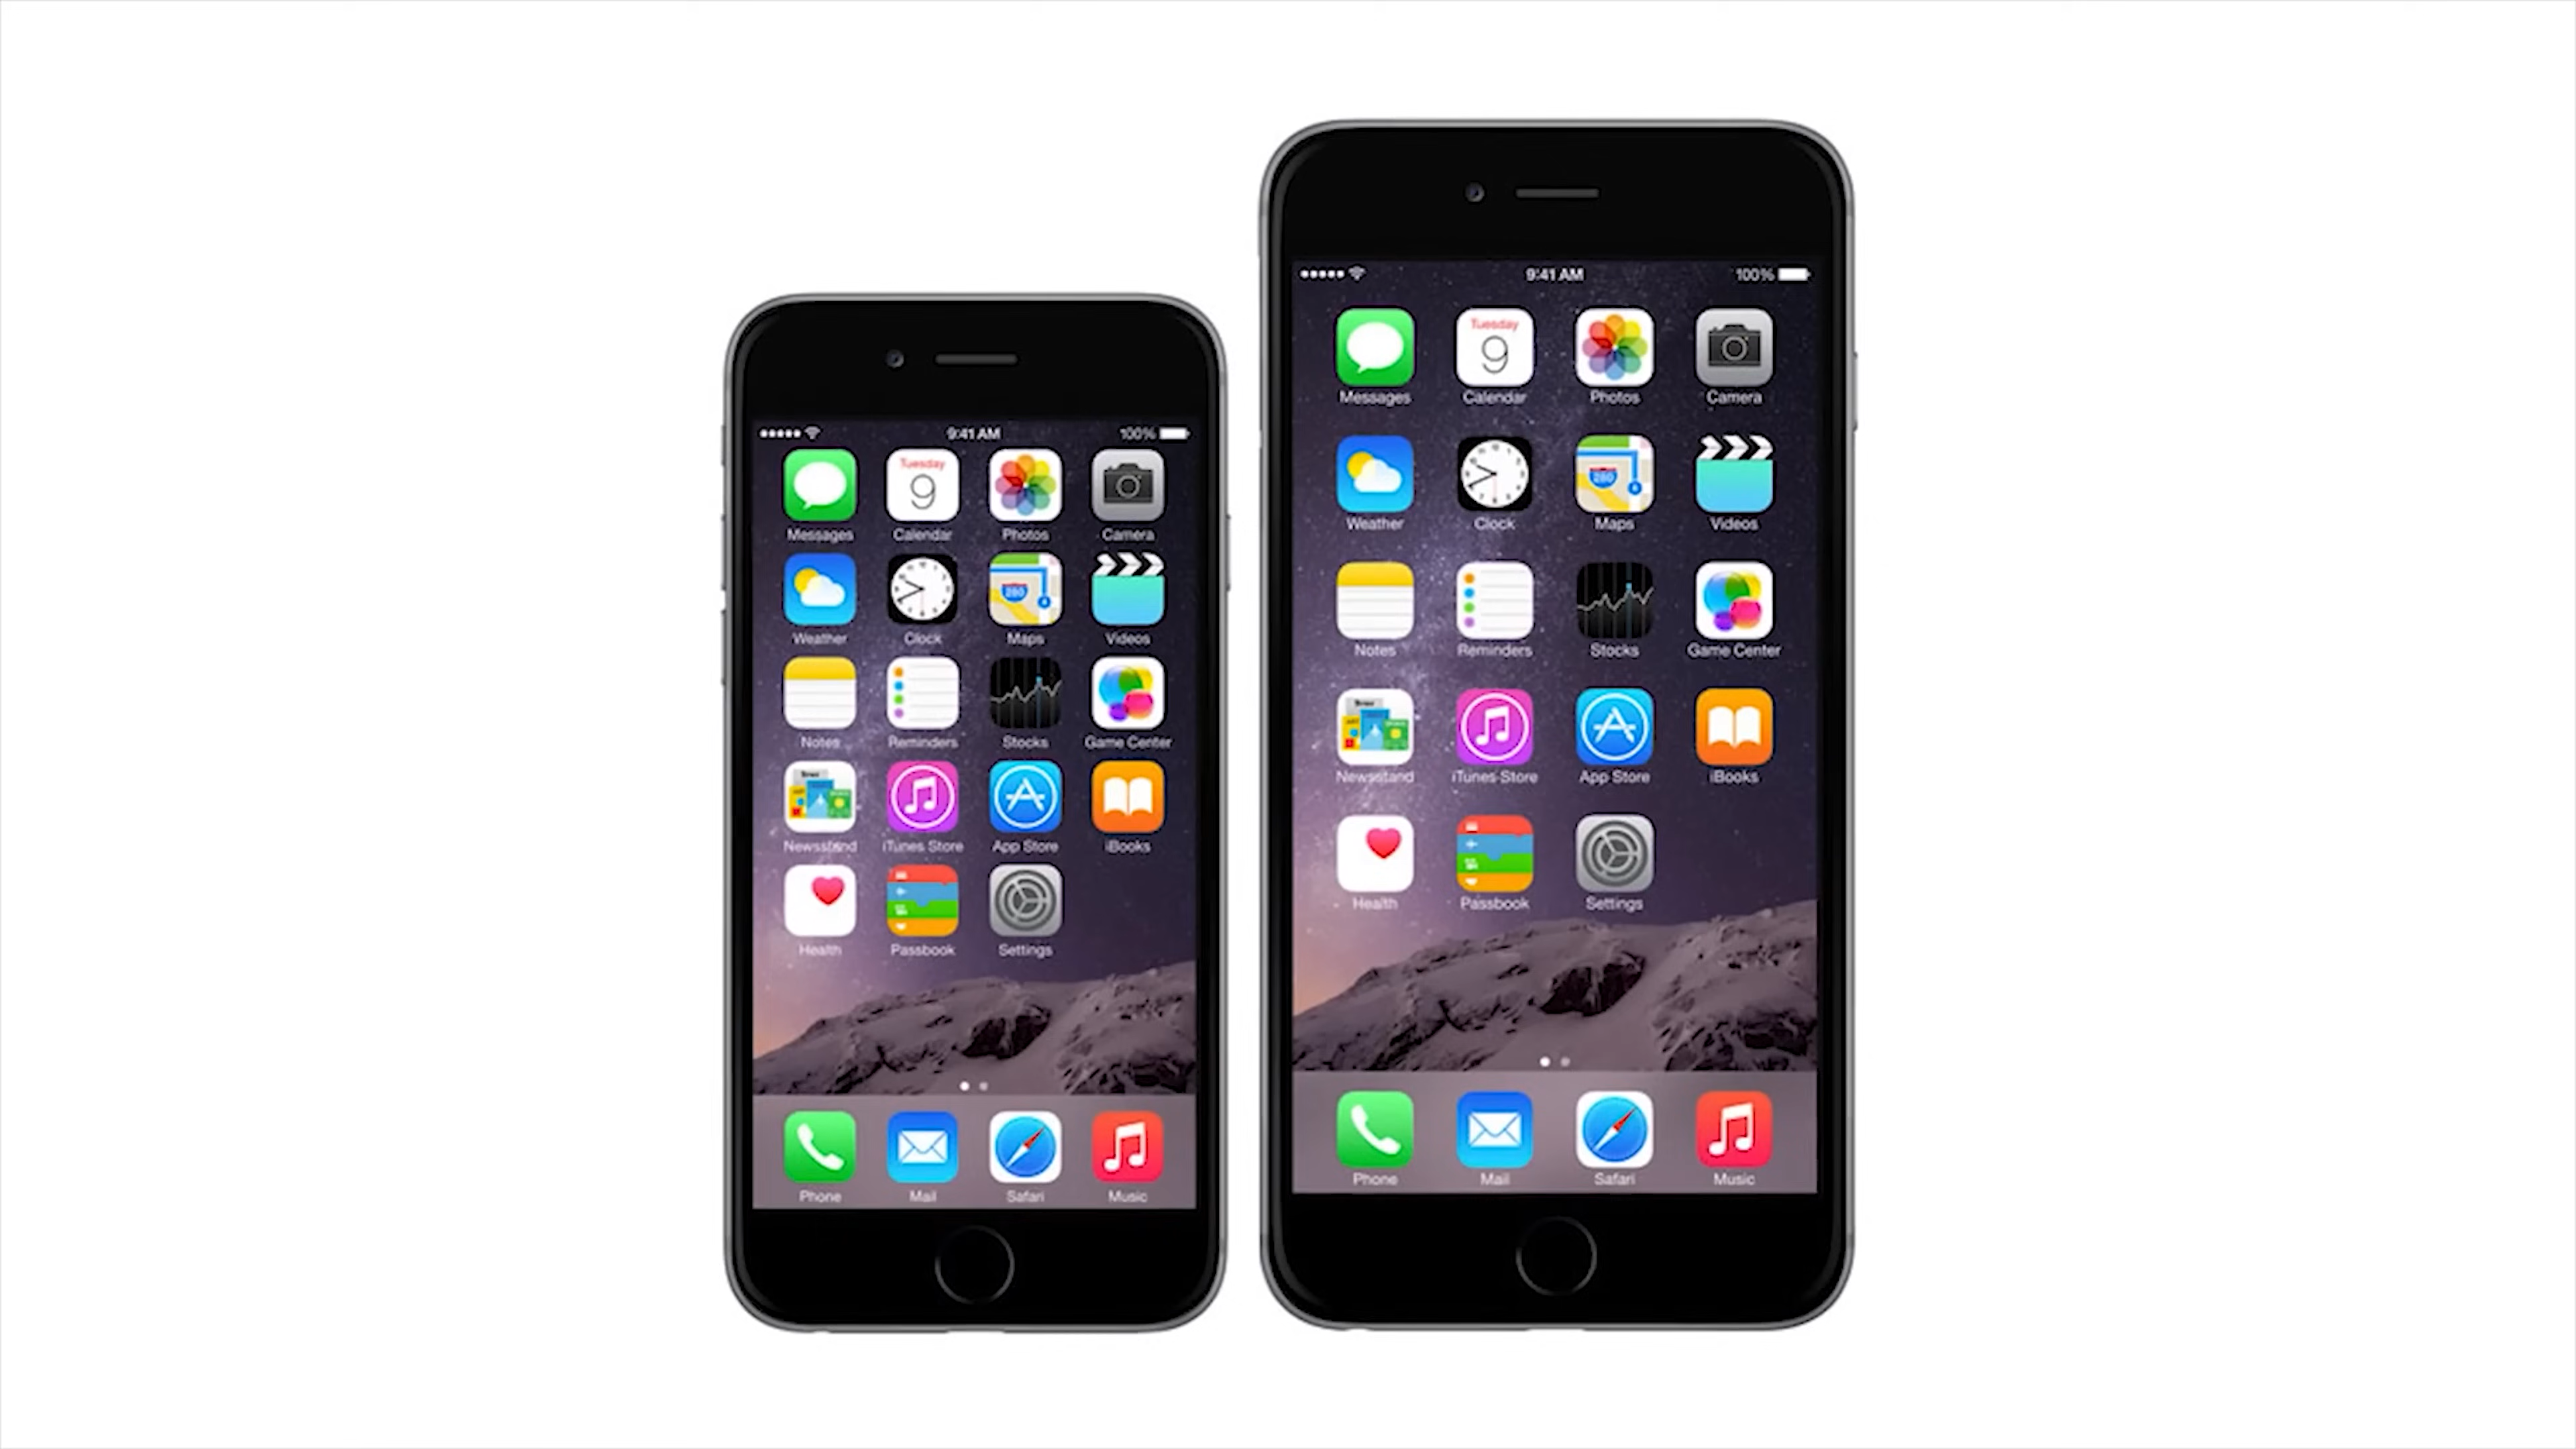 9:41 AM 100%
Tuesday
9
Messages Calendar Photos Camera
280
Weather Clock Maps Videos
Notes Reminders Stocks Game Center
Newsstand iTunes Store App Store iBooks
Health Passbook Settings
Phone Mail Safari Music
9:41 AM 100%
Tuesday
9
Messages Calendar Photos Camera
280
Weather Clock Maps Videos
Notes Reminders Stocks Game Center
Newsstand iTunes Store App Store iBooks
Health Passbook Settings
Phone Mail Safari Music